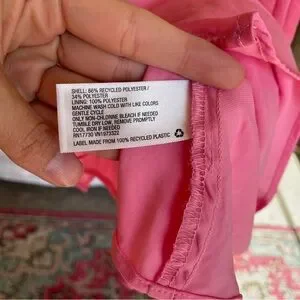 SHELL: 66% RECYCLED POLYESTER/
34% POLYESTER
LINING: 100% POLYESTER
MACHINE WASH COLD WITH LIKE COLORS
GENTLE CYCLE
ONLY NON-CHLORINE BLEACH IF NEEDED
TUMBLE DRY LOW, REMOVE PROMPTLY
COOL IRON IF NEEDED
RN17730 VN1973322
LABEL MADE FROM 100% RECYCLED PLASTIC